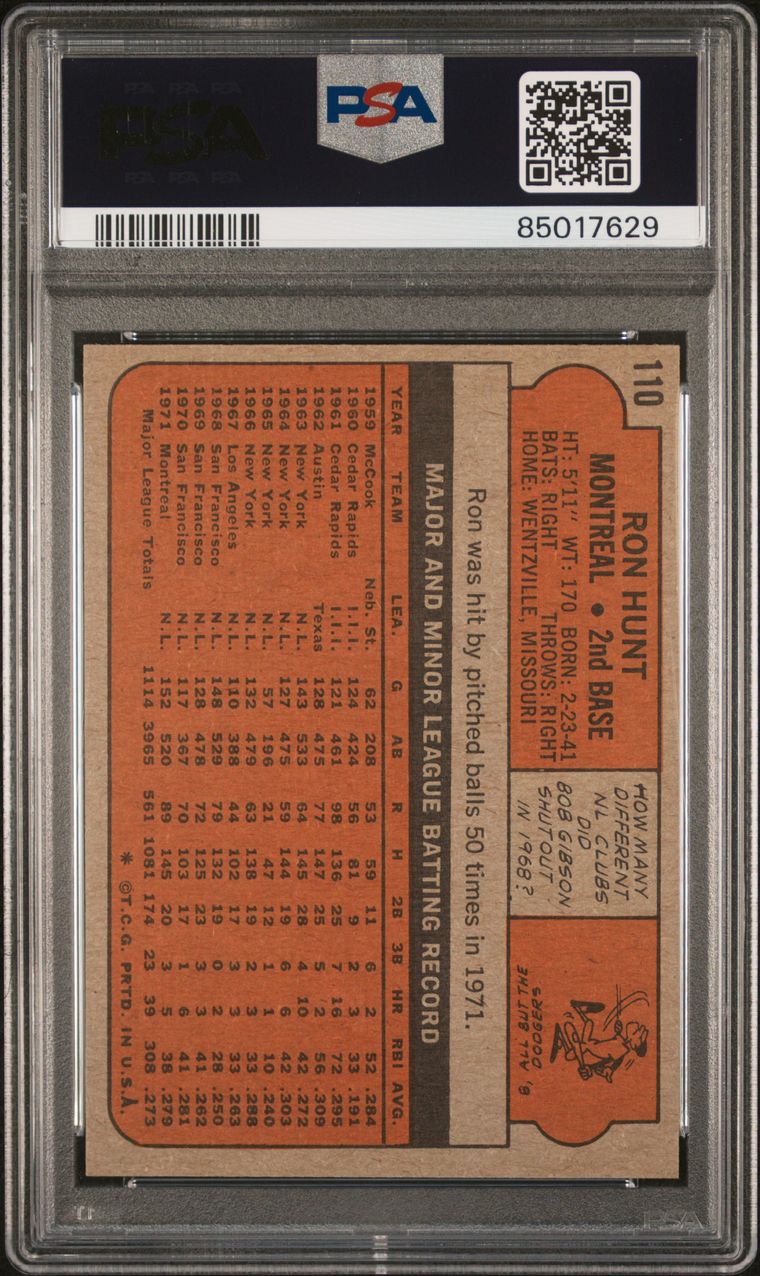 PSA
85017629
110
RON HUNT
MONTREAL • 2nd BASE
HT: 5'11" WT: 170 BORN: 2-23-41
BATS: RIGHT THROWS: RIGHT
HOME: WENTZVILLE, MISSOURI
HOW MANY
DIFFERENT
NL CLUBS
DID
BOB GIBSON
SHUTOUT
IN 1968?
8, ALL BUT THE
DODGERS
Ron was hit by pitched balls 50 times in 1971.
MAJOR AND MINOR LEAGUE BATTING RECORD
YEAR TEAM LEA. G AB R H 2B 3B HR RBI AVG.
1959 McCook Neb. St. 62 208 53 59 11 6 2 52 .284
1960 Cedar Rapids I.I.I. 124 424 56 81 9 2 3 33 .191
1961 Cedar Rapids I.I.I. 121 461 98 136 25 7 16 72 .295
1962 Austin Texas 128 475 77 147 25 5 2 56 .309
1963 New York N.L. 143 533 64 145 28 4 10 42 .272
1964 New York N.L. 127 475 59 144 19 6 6 42 .303
1965 New York N.L. 57 196 21 47 12 1 1 10 .240
1966 New York N.L. 132 479 63 138 19 2 3 33 .288
1967 Los Angeles N.L. 110 388 44 102 17 3 3 33 .263
1968 San Francisco N.L. 148 529 79 132 19 0 2 28 .250
1969 San Francisco N.L. 128 478 72 125 23 3 3 41 .262
1970 San Francisco N.L. 117 367 70 103 17 1 6 41 .281
1971 Montreal N.L. 152 520 89 145 20 3 5 38 .279
Major League Totals 1114 3965 561 1081 174 23 39 308 .273
* ©T.C.G. PRTD. IN U.S.A.
PSA